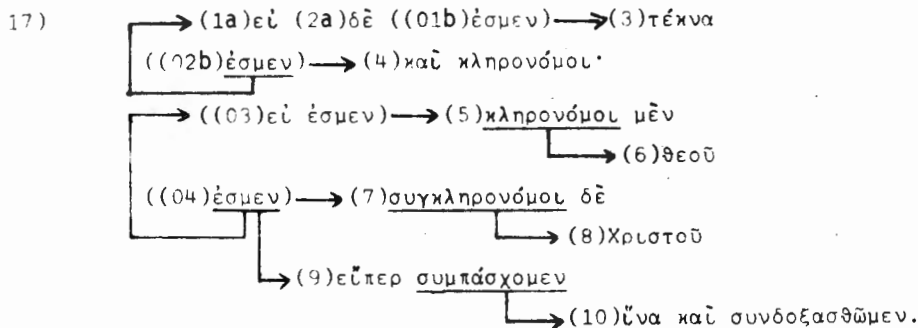 17) (1a)εἰ (2a)δὲ ((01b)ἐσμεν) (3)τέκνα
((02b)ἐσμεν) (4)καὶ κληρονόμοι·
((03)εἰ ἐσμεν) (5)κληρονόμοι μὲν
(6)θεοῦ
((04)ἐσμεν) (7)συγκληρονόμοι δὲ
(8)Χριστοῦ
(9)εἴπερ συμπάσχομεν
(10)ἵνα καὶ συνδοξασθῶμεν.